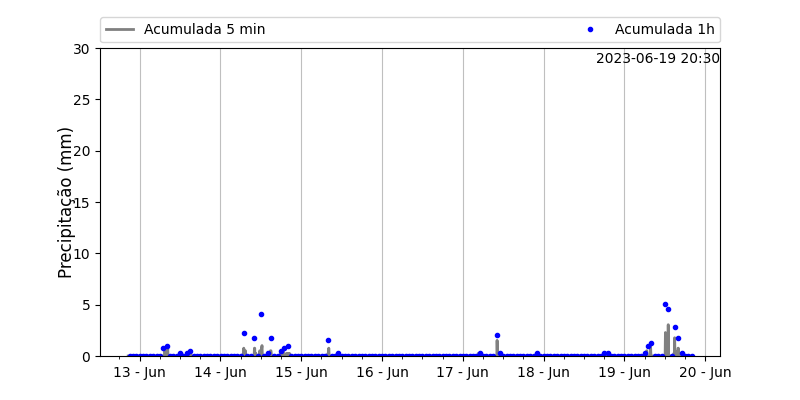 Acumulada 5 min
Acumulada 1h
2023-06-19 20:30
Precipitação (mm)
30
25
20
15
10
5
0
13 - Jun
14 - Jun
15 - Jun
16 - Jun
17 - Jun
18 - Jun
19 - Jun
20 - Jun